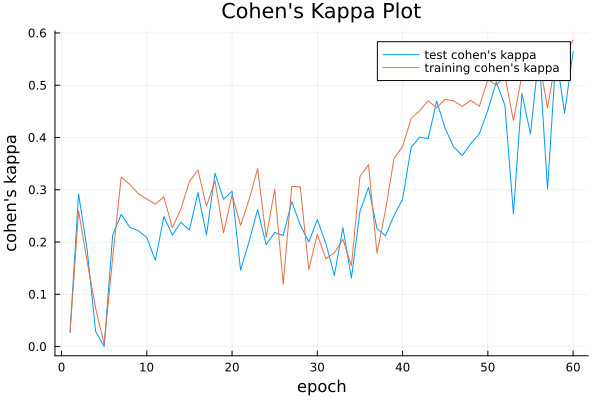 Cohen's Kappa Plot
test cohen's kappa
training cohen's kappa
cohen's kappa
0.6
0.5
0.4
0.3
0.2
0.1
0.0
0 10 20 30 40 50 60
epoch